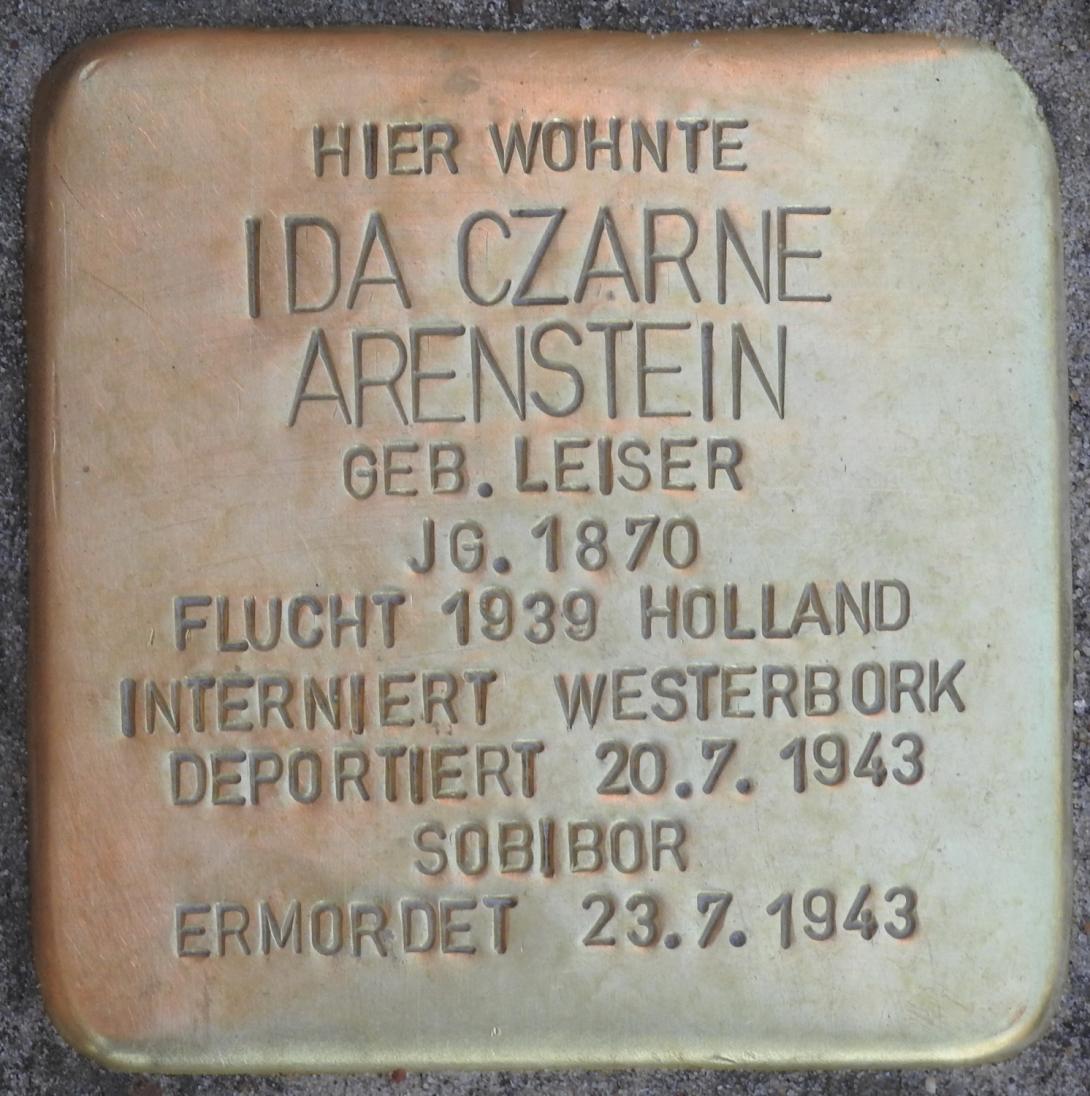 HIER WOHNTE
IDA CZARNE
ARENSTEIN
GEB. LEISER
JG. 1870
FLUCHT 1939 HOLLAND
INTERNIERT WESTERBORK
DEPORTIERT 20.7.1943
SOBIBOR
ERMORDET 23.7.1943